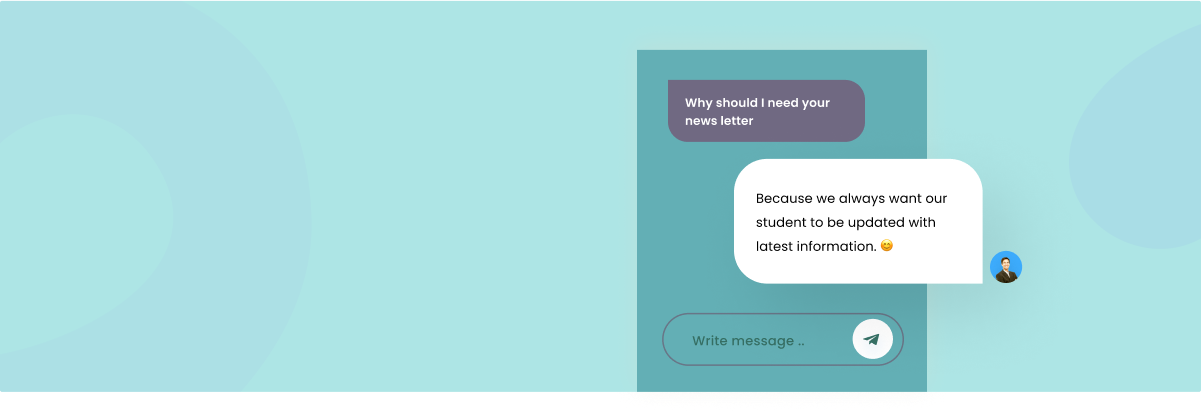 Why should I need your
news letter
Because we always want our
student to be updated with
latest information. 😊
Write message ..